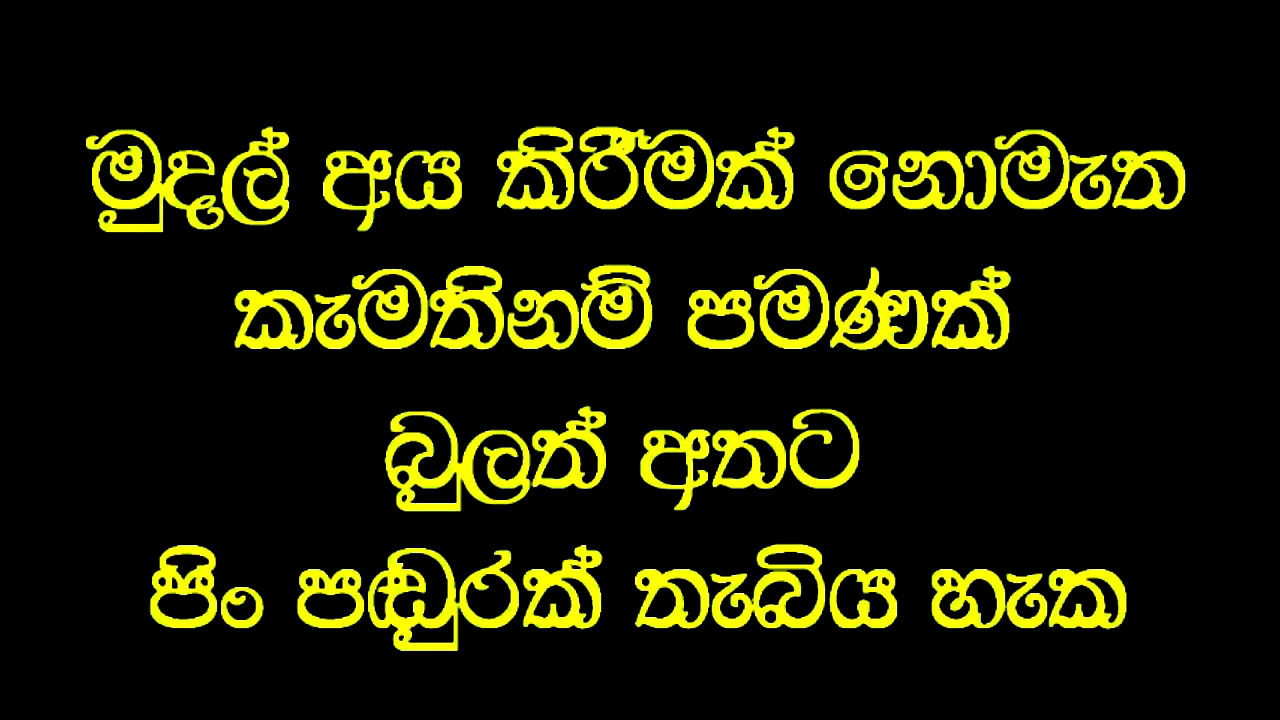 මුදල් අය කිරීමක් නොමැත
කැමතිනම් පමණක්
බුලත් අතට
පිං පඬුරක් තැබිය හැක